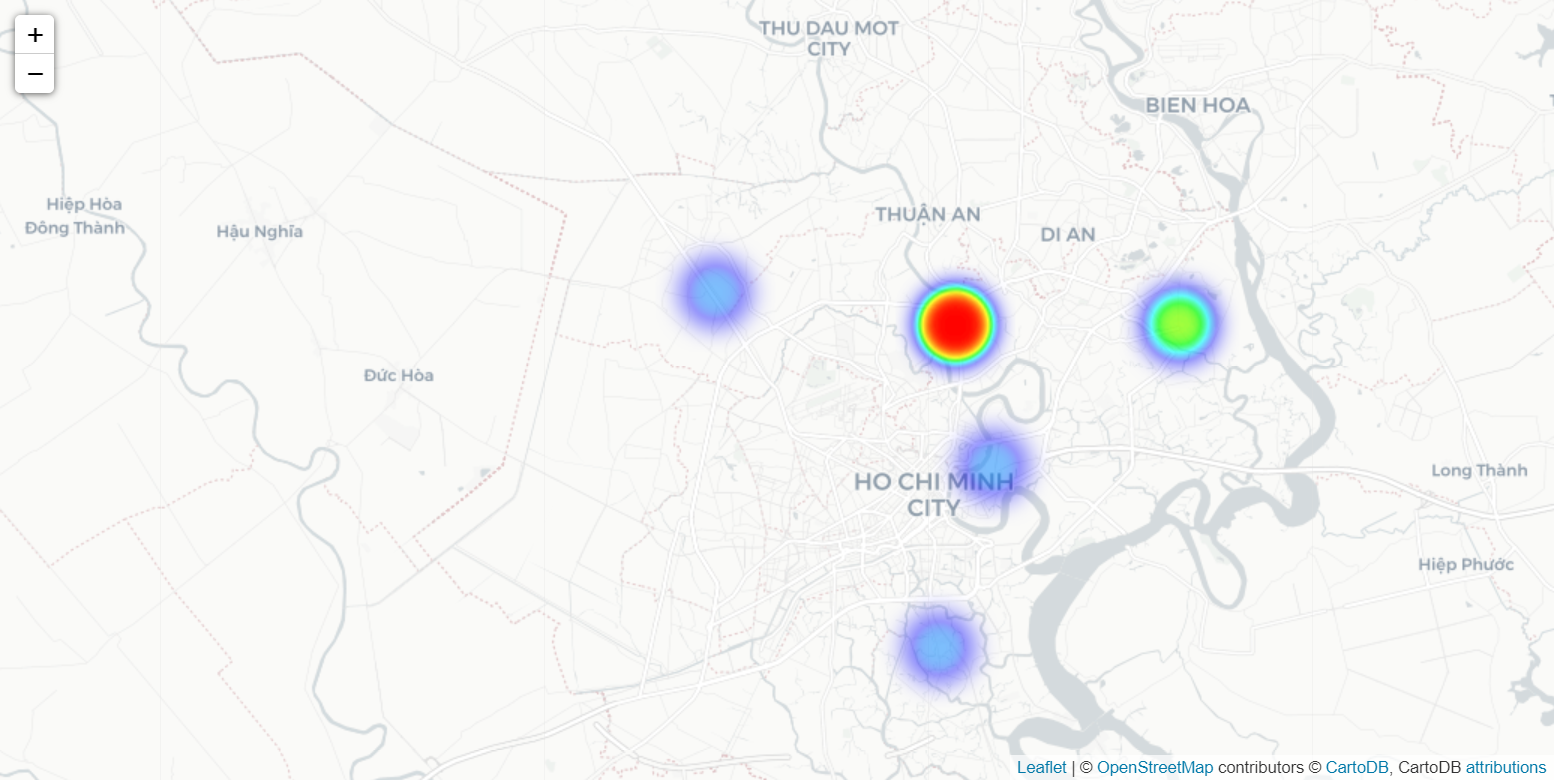 +
−
THU DAU MOT
CITY
BIEN HOA
Hiệp Hòa
Đông Thành
Hậu Nghĩa
THUẬN AN
DI AN
Đức Hòa
HO CHI MINH
CITY
Long Thành
Hiệp Phước
Leaflet | © OpenStreetMap contributors © CartoDB, CartoDB attributions